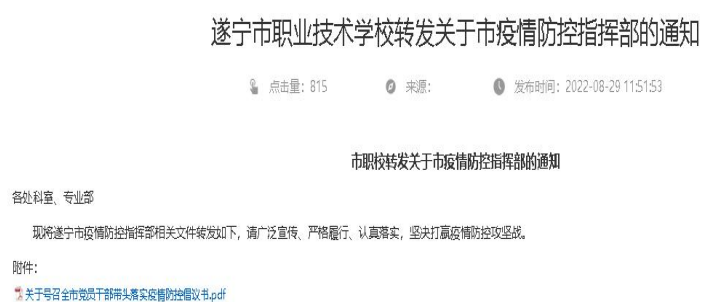 遂宁市职业技术学校转发关于市疫情防控指挥部的通知
点击量：815 来源： 发布时间：2022-08-29 11:51:53
市职校转发关于市疫情防控指挥部的通知
各处科室、专业部
现将遂宁市疫情防控指挥部相关文件转发如下，请广泛宣传、严格履行、认真落实，坚决打赢疫情防控攻坚战。
附件：
关于号召全市党员干部带头落实疫情防控倡议书.pdf